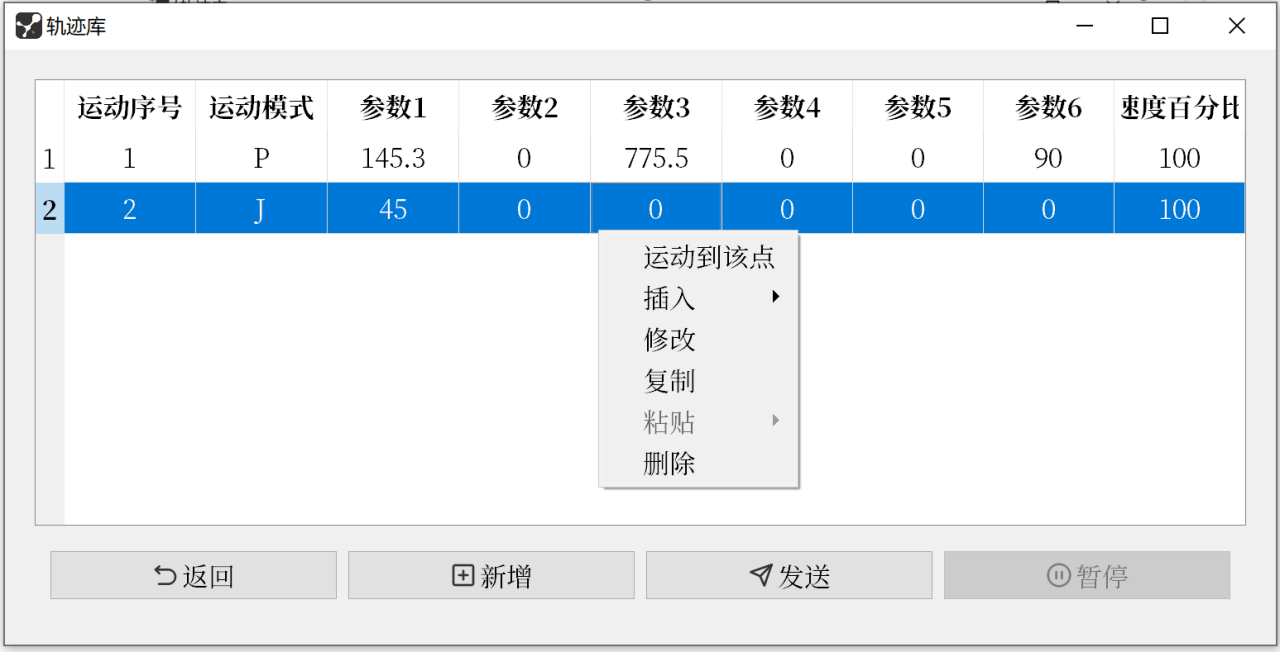 轨迹库
运动序号 运动模式 参数1 参数2 参数3 参数4 参数5 参数6 速度百分比
1 1 P 145.3 0 775.5 0 0 90 100
2 2 J 45 0 0 0 0 0 100
运动到该点
插入
修改
复制
粘贴
删除
返回 新增 发送 暂停